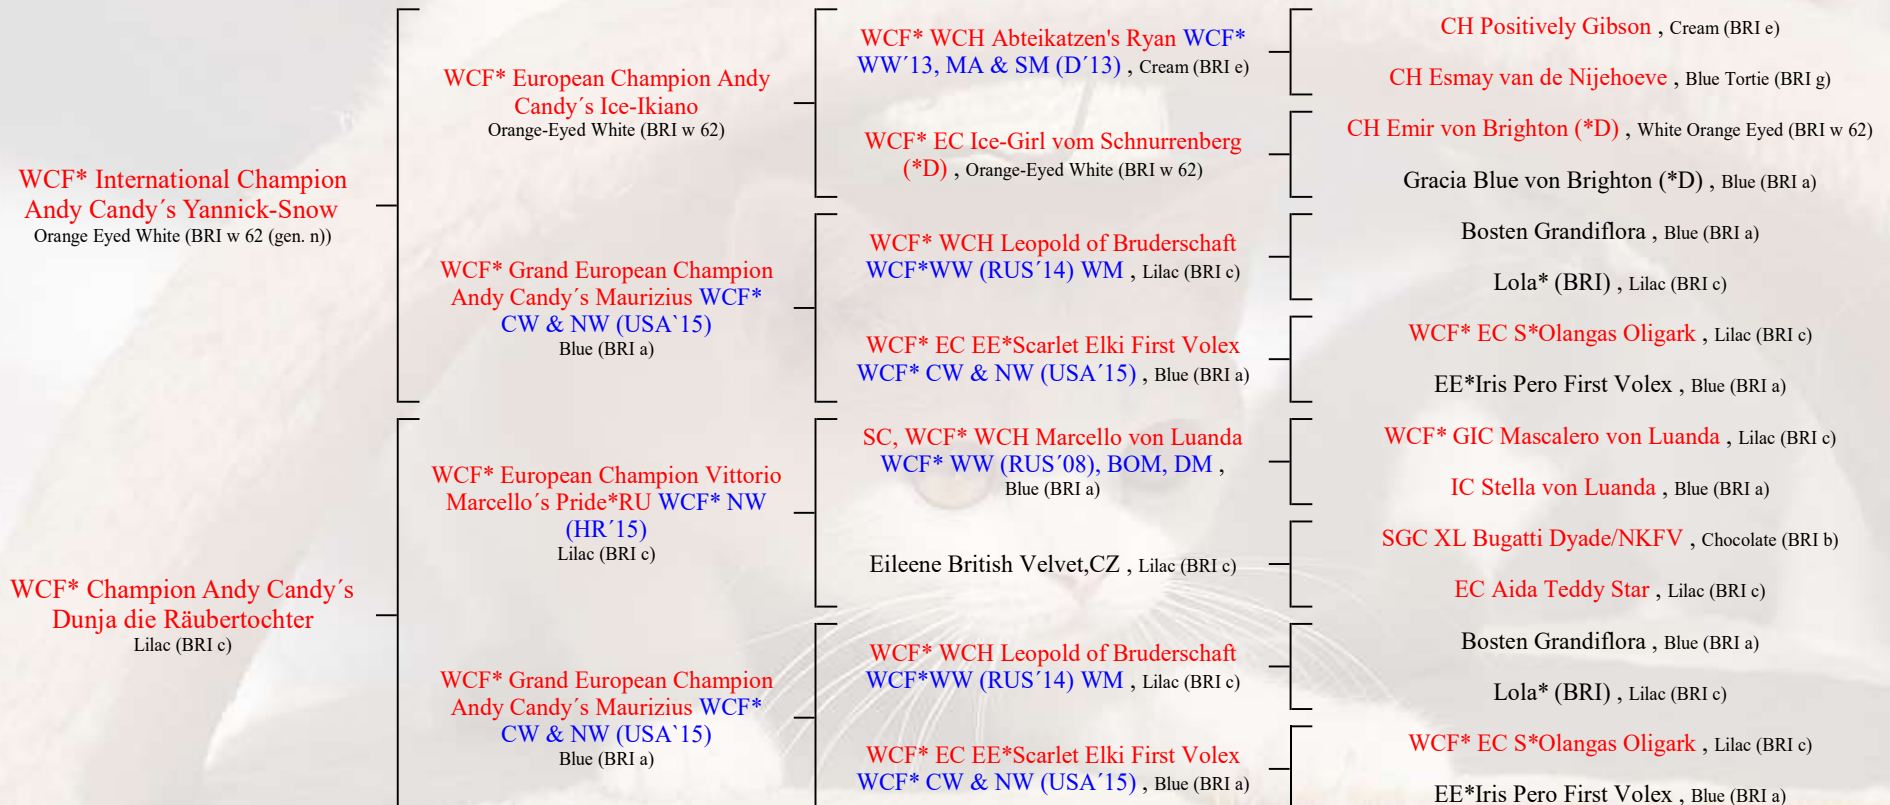 WCF* International Champion
Andy Candy´s Yannick-Snow
Orange Eyed White (BRI w 62 (gen. n))
WCF* Champion Andy Candy´s
Dunja die Räubertochter
Lilac (BRI c)
WCF* European Champion Andy
Candy´s Ice-Ikiano
Orange-Eyed White (BRI w 62)
WCF* Grand European Champion
Andy Candy´s Maurizius WCF*
CW & NW (USA`15)
Blue (BRI a)
WCF* European Champion Vittorio
Marcello´s Pride*RU WCF* NW
(HR´15)
Lilac (BRI c)
WCF* Grand European Champion
Andy Candy´s Maurizius WCF*
CW & NW (USA`15)
Blue (BRI a)
WCF* WCH Abteikatzen's Ryan WCF*
WW´13, MA & SM (D´13) , Cream (BRI e)
WCF* EC Ice-Girl vom Schnurrenberg
(*D) , Orange-Eyed White (BRI w 62)
WCF* WCH Leopold of Bruderschaft
WCF*WW (RUS´14) WM , Lilac (BRI c)
WCF* EC EE*Scarlet Elki First Volex
WCF* CW & NW (USA´15) , Blue (BRI a)
SC, WCF* WCH Marcello von Luanda
WCF* WW (RUS´08), BOM, DM ,
Blue (BRI a)
Eileene British Velvet,CZ , Lilac (BRI c)
WCF* WCH Leopold of Bruderschaft
WCF*WW (RUS´14) WM , Lilac (BRI c)
WCF* EC EE*Scarlet Elki First Volex
WCF* CW & NW (USA´15) , Blue (BRI a)
CH Positively Gibson , Cream (BRI e)
CH Esmay van de Nijehoeve , Blue Tortie (BRI g)
CH Emir von Brighton (*D) , White Orange Eyed (BRI w 62)
Gracia Blue von Brighton (*D) , Blue (BRI a)
Bosten Grandiflora , Blue (BRI a)
Lola* (BRI) , Lilac (BRI c)
WCF* EC S*Olangas Oligark , Lilac (BRI c)
EE*Iris Pero First Volex , Blue (BRI a)
WCF* GIC Mascalero von Luanda , Lilac (BRI c)
IC Stella von Luanda , Blue (BRI a)
SGC XL Bugatti Dyade/NKFV , Chocolate (BRI b)
EC Aida Teddy Star , Lilac (BRI c)
Bosten Grandiflora , Blue (BRI a)
Lola* (BRI) , Lilac (BRI c)
WCF* EC S*Olangas Oligark , Lilac (BRI c)
EE*Iris Pero First Volex , Blue (BRI a)